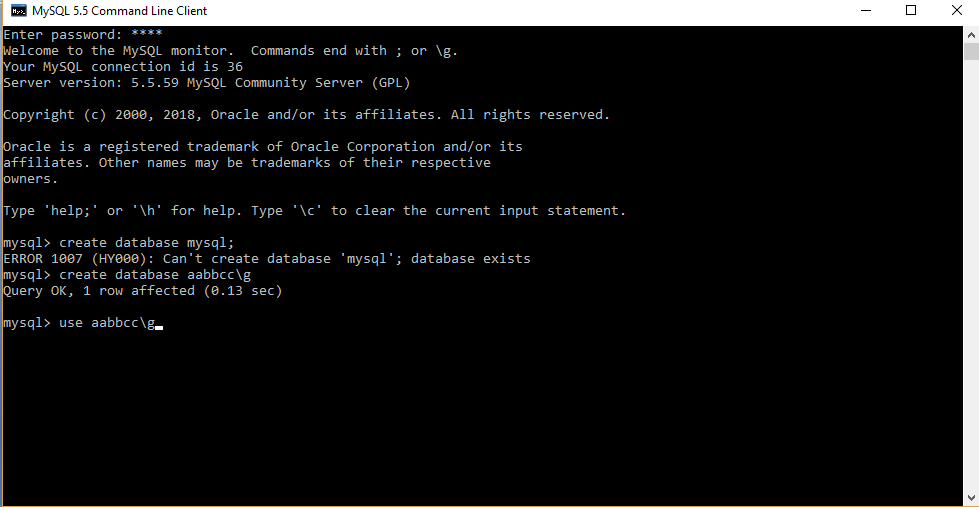 MySQL 5.5 Command Line Client
Enter password: ****
Welcome to the MySQL monitor.  Commands end with ; or \g.
Your MySQL connection id is 36
Server version: 5.5.59 MySQL Community Server (GPL)
Copyright (c) 2000, 2018, Oracle and/or its affiliates. All rights reserved.
Oracle is a registered trademark of Oracle Corporation and/or its
affiliates. Other names may be trademarks of their respective
owners.
Type 'help;' or '\h' for help. Type '\c' to clear the current input statement.
mysql> create database mysql;
ERROR 1007 (HY000): Can't create database 'mysql'; database exists
mysql> create database aabbcc\g
Query OK, 1 row affected (0.13 sec)
mysql> use aabbcc\g